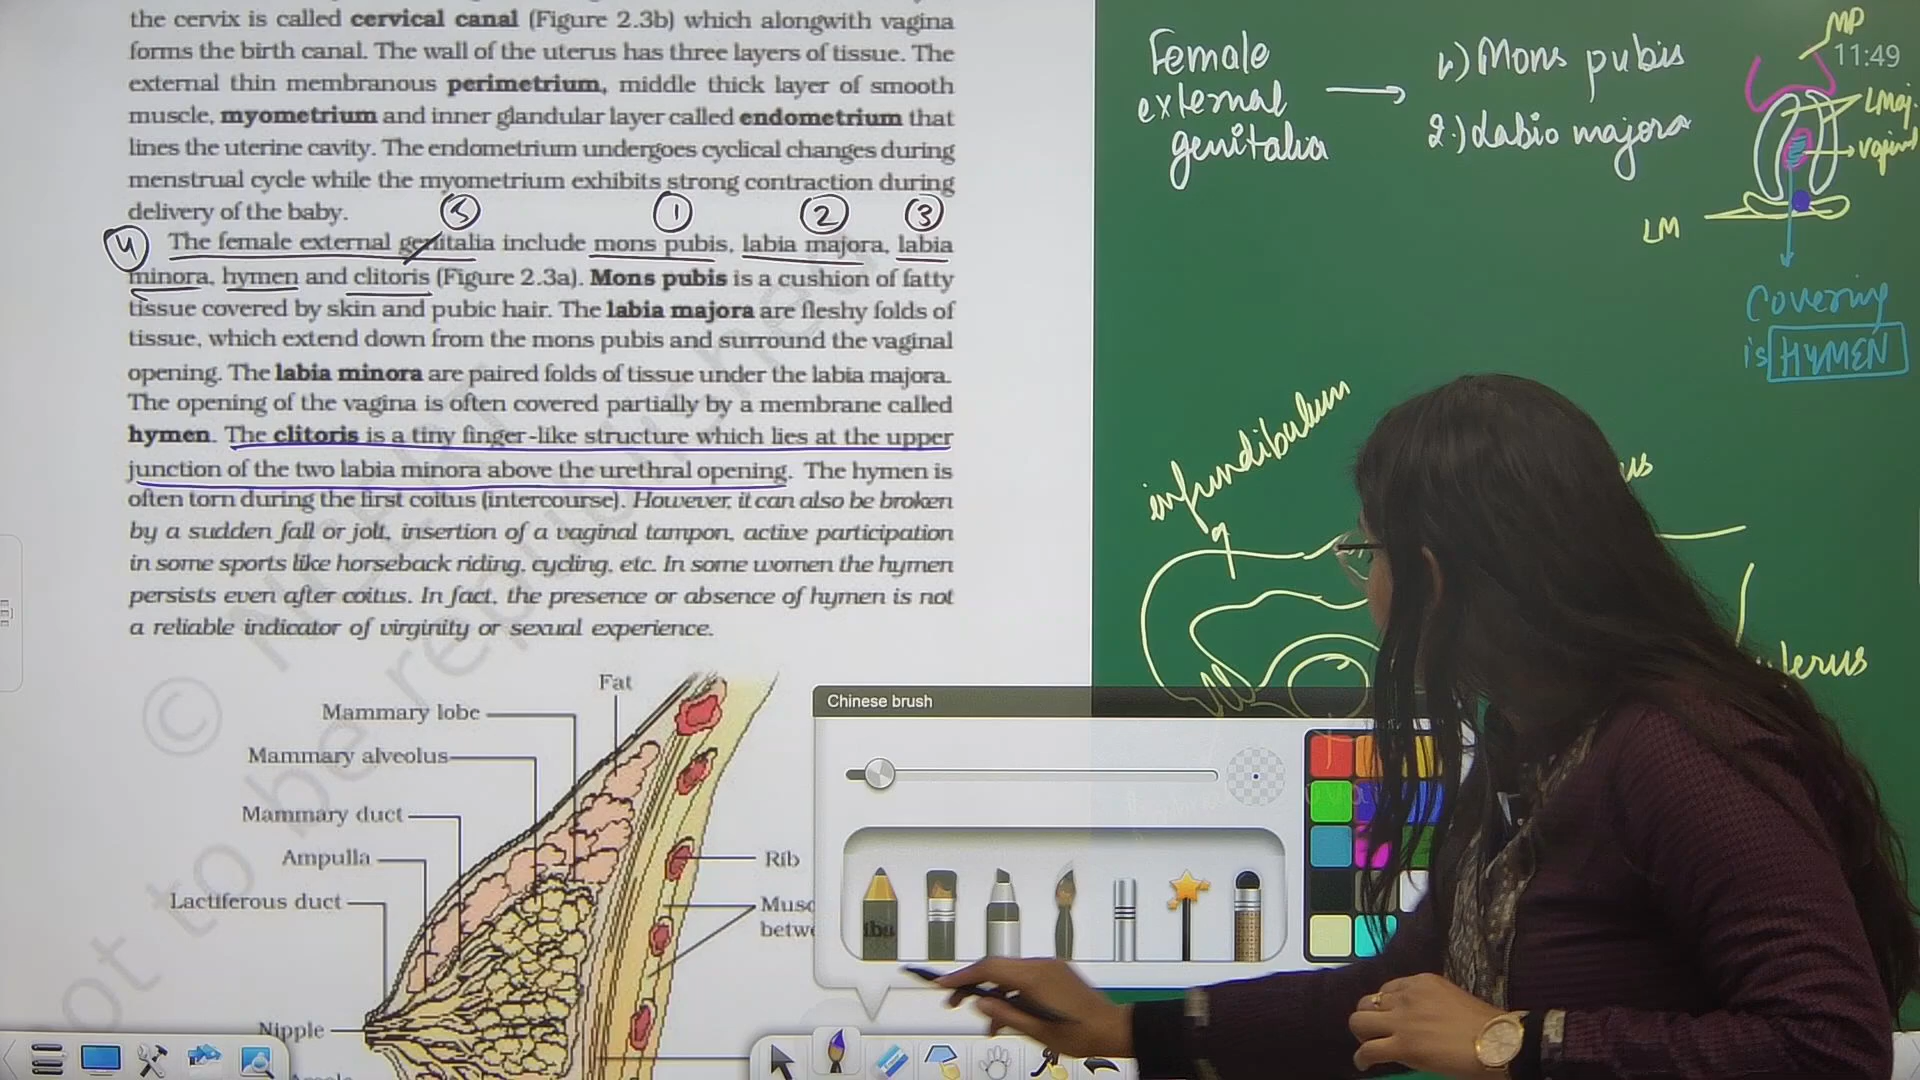 the cervix is called cervical canal (Figure 2.3b) which alongwith vagina
forms the birth canal. The wall of the uterus has three layers of tissue. The
external thin membranous perimetrium, middle thick layer of smooth
muscle, myometrium and inner glandular layer called endometrium that
lines the uterine cavity. The endometrium undergoes cyclical changes during
menstrual cycle while the myometrium exhibits strong contraction during
delivery of the baby.
5 1 2 3
4
The female external genitalia include mons pubis, labia majora, labia
minora, hymen and clitoris (Figure 2.3a). Mons pubis is a cushion of fatty
tissue covered by skin and pubic hair. The labia majora are fleshy folds of
tissue, which extend down from the mons pubis and surround the vaginal
opening. The labia minora are paired folds of tissue under the labia majora.
The opening of the vagina is often covered partially by a membrane called
hymen. The clitoris is a tiny finger-like structure which lies at the upper
junction of the two labia minora above the urethral opening. The hymen is
often torn during the first coitus (intercourse). However, it can also be broken
by a sudden fall or jolt, insertion of a vaginal tampon, active participation
in some sports like horseback riding, cycling, etc. In some women the hymen
persists even after coitus. In fact, the presence or absence of hymen is not
a reliable indicator of virginity or sexual experience.
Fat
Mammary lobe
Mammary alveolus
Mammary duct
Ampulla
Lactiferous duct
Nipple
Rib
not to be republished
Female
external
genitalia
1.) Mons pubis
2.) Labio majora
MP
11:49
LMaj.
LM
Covering
is HYMEN
infundibulum
uterus
Chinese brush